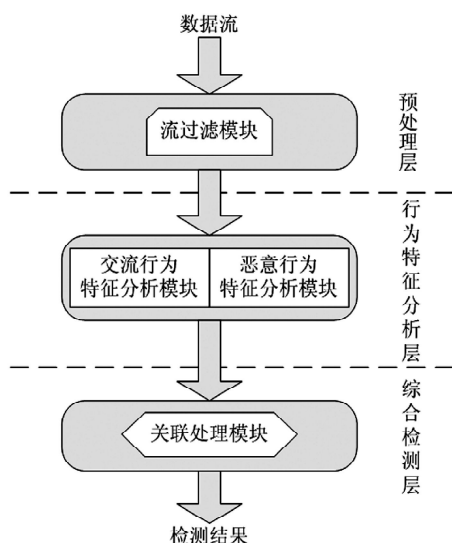 数据流
流过滤模块
预处理层
交流行为
特征分析模块
恶意行为
特征分析模块
行为特征分析层
关联处理模块
综合检测层
检测结果